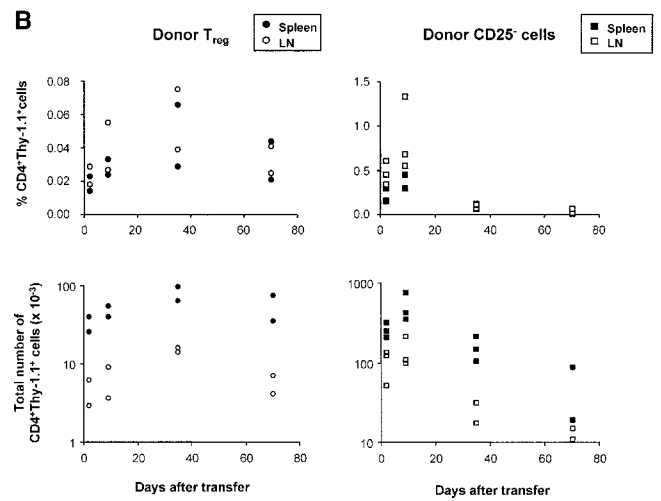 B
Donor Treg
● Spleen
○ LN
Donor CD25- cells
■ Spleen
□ LN
% CD4+Thy-1.1+cells
0.08
0.06
0.04
0.02
0.00
0 20 40 60 80
1.5
1.0
0.5
0.0
0 20 40 60 80
Total number of
CD4+Thy-1.1+ cells (x 10-3)
100
10
1
0 20 40 60 80
Days after transfer
1000
100
10
0 20 40 60 80
Days after transfer